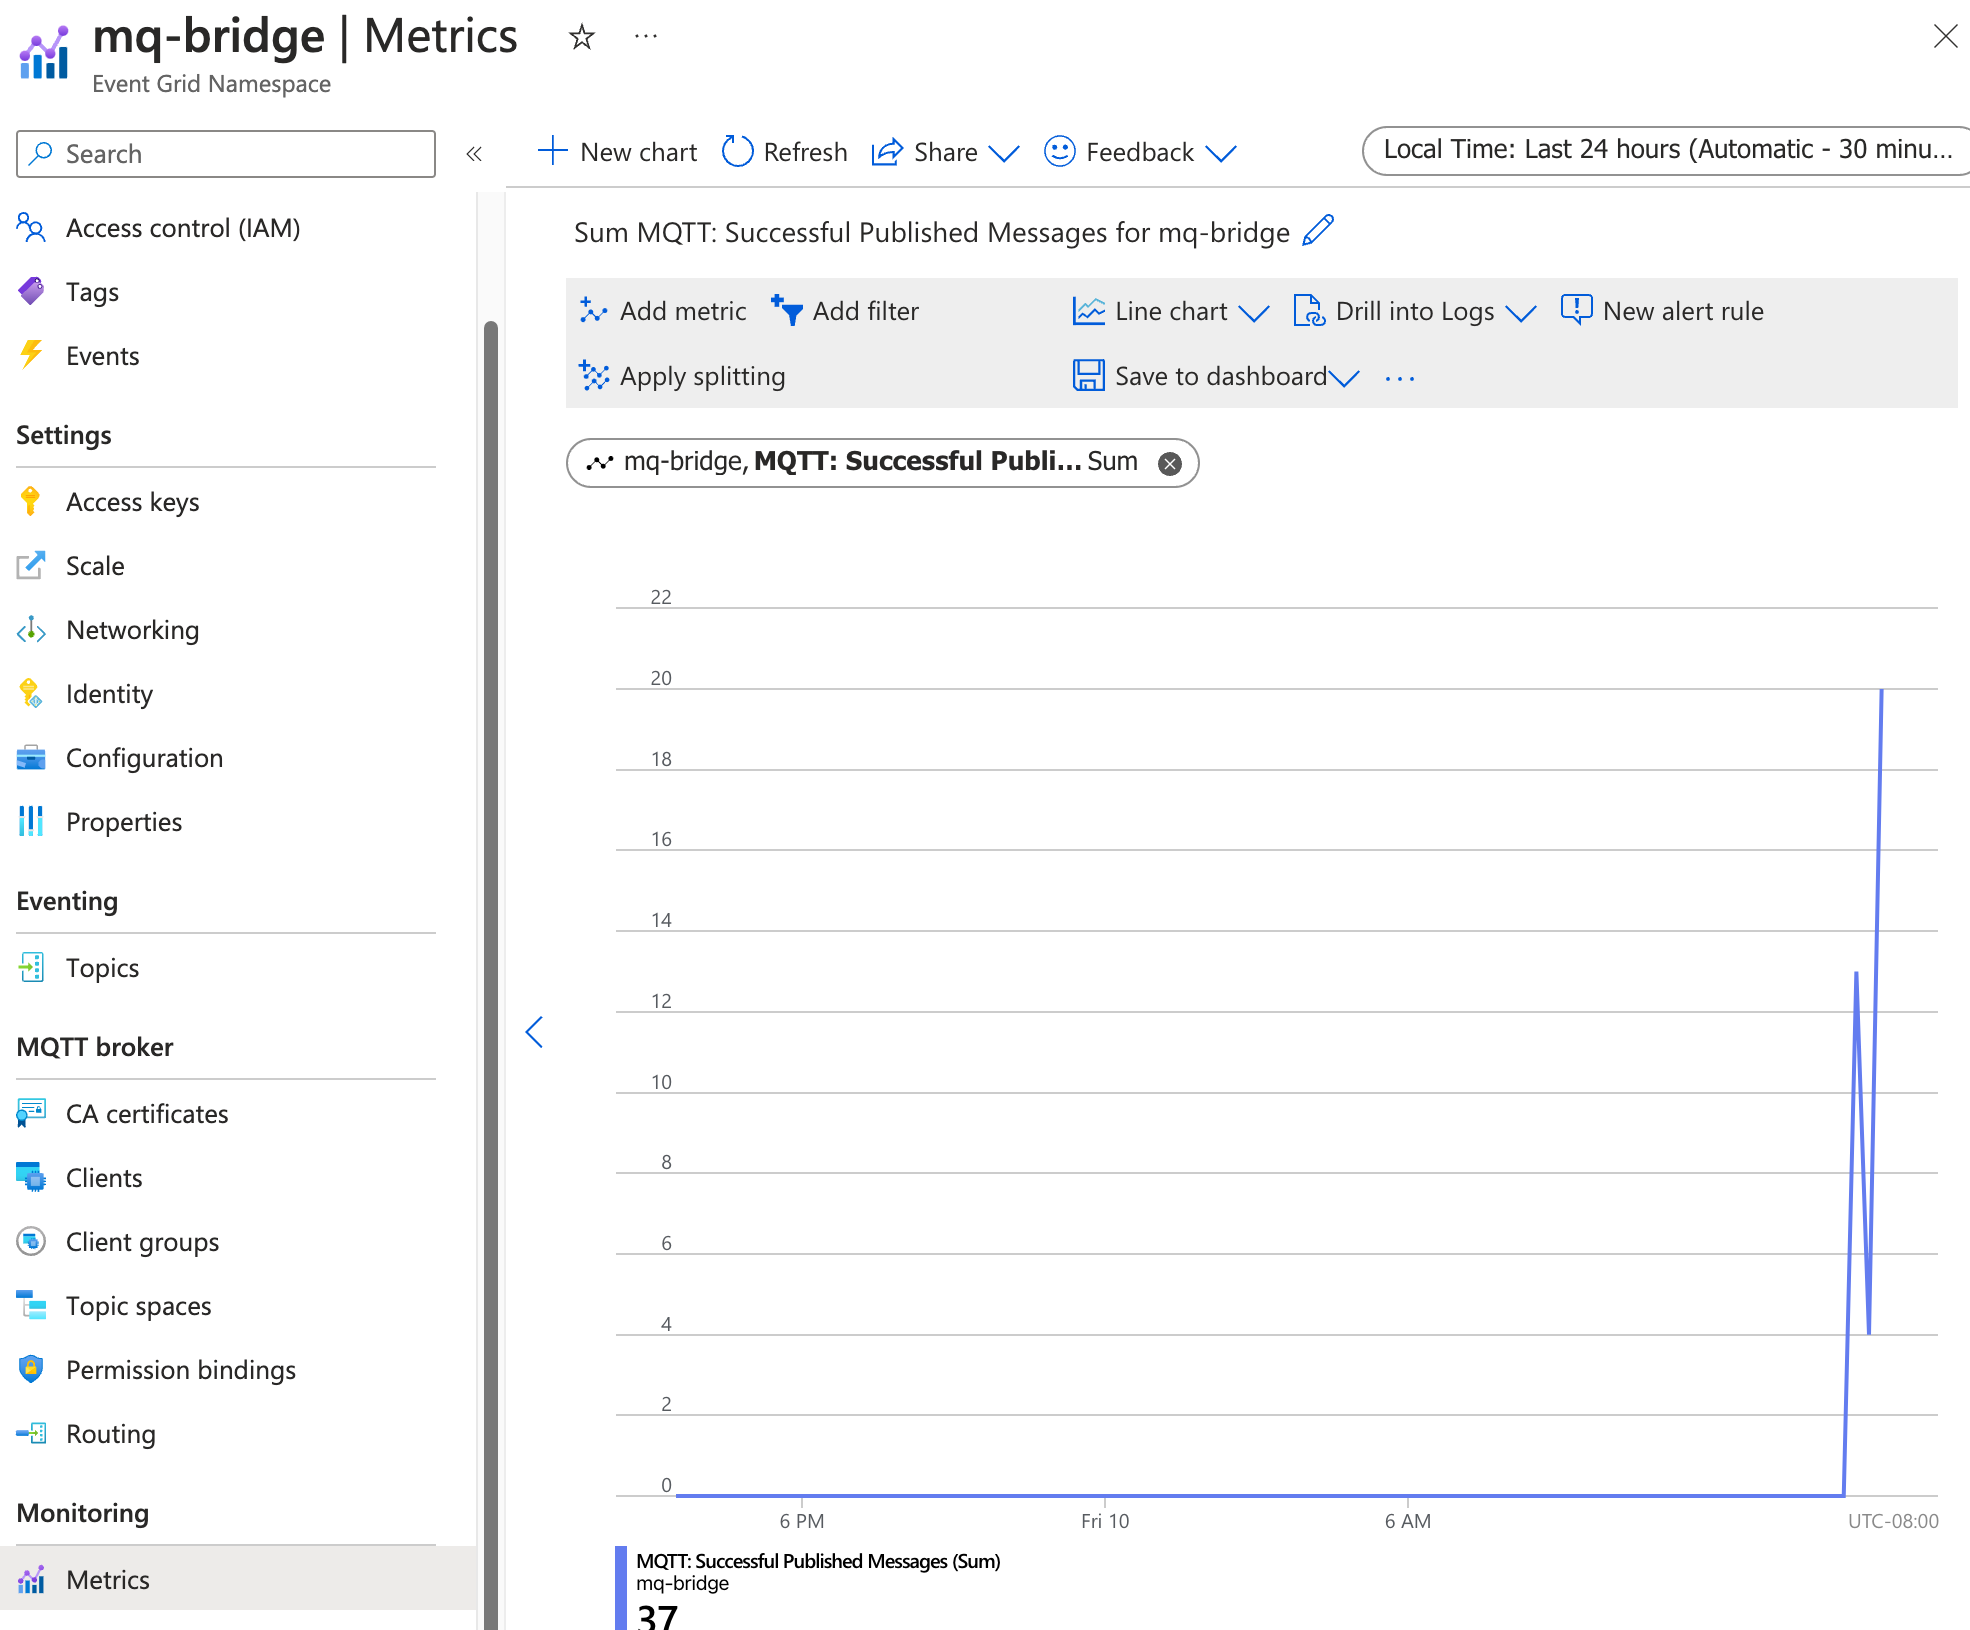 mq-bridge | Metrics
Event Grid Namespace
Search
Access control (IAM)
Tags
Events
Settings
Access keys
Scale
Networking
Identity
Configuration
Properties
Eventing
Topics
MQTT broker
CA certificates
Clients
Client groups
Topic spaces
Permission bindings
Routing
Monitoring
Metrics
New chart Refresh Share Feedback
Local Time: Last 24 hours (Automatic - 30 minu...
Sum MQTT: Successful Published Messages for mq-bridge
Add metric Add filter Line chart Drill into Logs New alert rule
Apply splitting Save to dashboard
mq-bridge, MQTT: Successful Publi... Sum
22
20
18
16
14
12
10
8
6
4
2
0
6 PM Fri 10 6 AM UTC-08:00
MQTT: Successful Published Messages (Sum)
mq-bridge
37